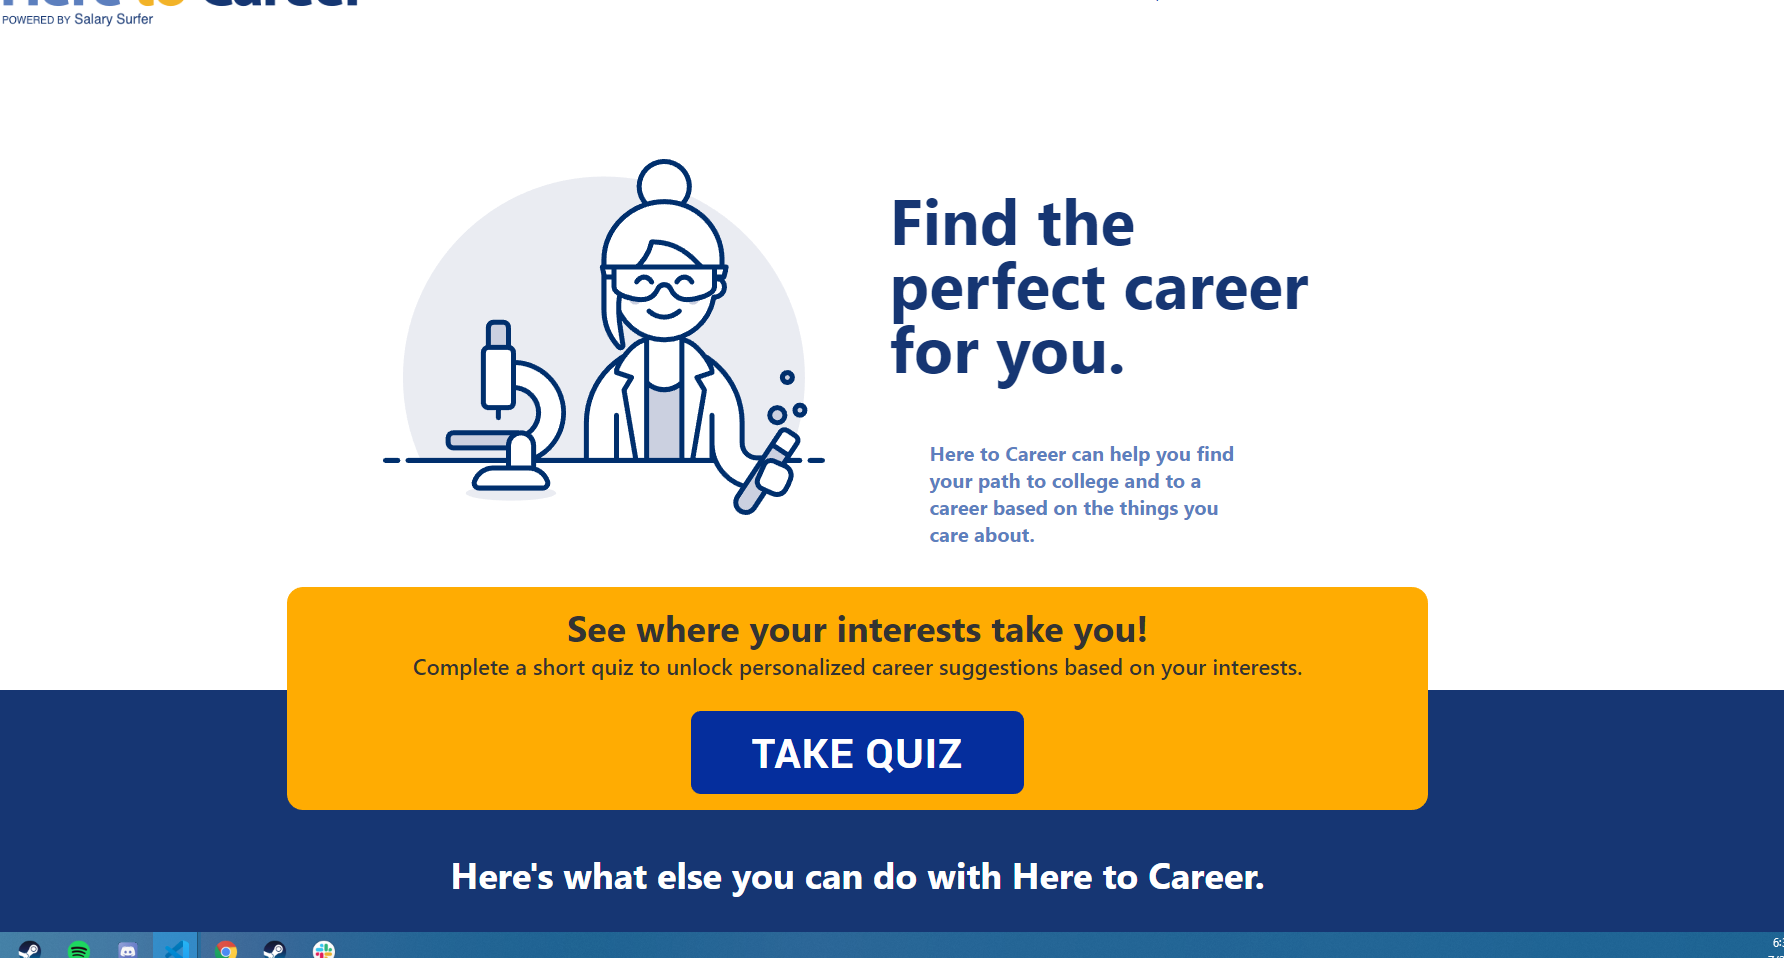 Here to Career
POWERED BY Salary Surfer
Find the
perfect career
for you.
Here to Career can help you find
your path to college and to a
career based on the things you
care about.
See where your interests take you!
Complete a short quiz to unlock personalized career suggestions based on your interests.
TAKE QUIZ
Here's what else you can do with Here to Career.